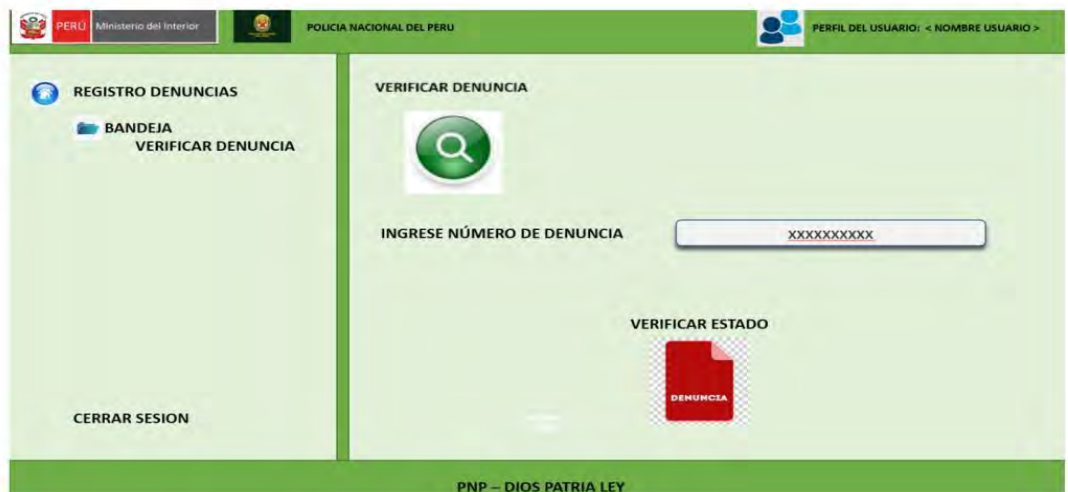 PERÚ Ministerio del Interior
POLICIA NACIONAL DEL PERU
PERFIL DEL USUARIO: < NOMBRE USUARIO >
REGISTRO DENUNCIAS
BANDEJA
VERIFICAR DENUNCIA
CERRAR SESION
VERIFICAR DENUNCIA
INGRESE NÚMERO DE DENUNCIA
XXXXXXXXXX
VERIFICAR ESTADO
DENUNCIA
PNP – DIOS PATRIA LEY